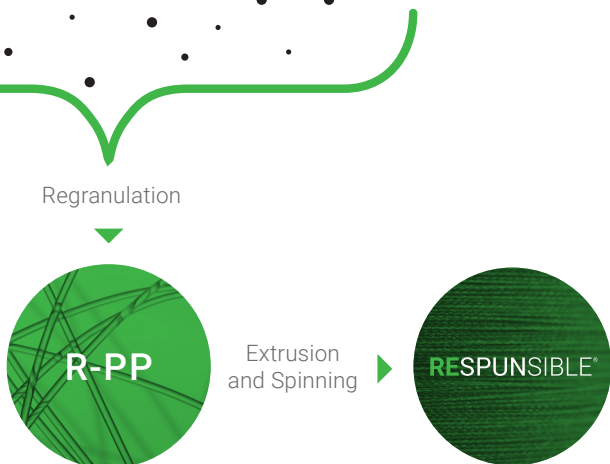 Regranulation
R-PP
Extrusion
and Spinning
RESPUNSIBLE®